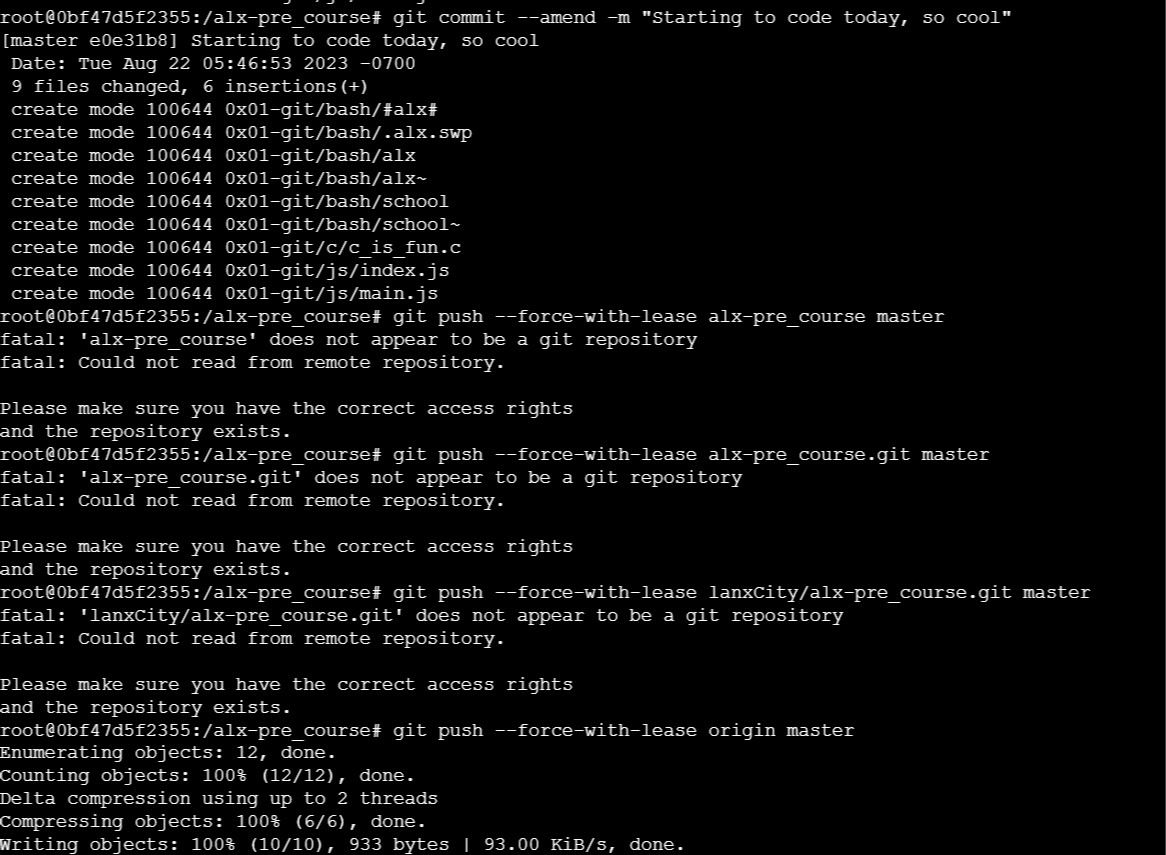 root@0bf47d5f2355:/alx-pre_course# git commit --amend -m "Starting to code today, so cool"
[master e0e31b8] Starting to code today, so cool
 Date: Tue Aug 22 05:46:53 2023 -0700
 9 files changed, 6 insertions(+)
 create mode 100644 0x01-git/bash/#alx#
 create mode 100644 0x01-git/bash/.alx.swp
 create mode 100644 0x01-git/bash/alx
 create mode 100644 0x01-git/bash/alx~
 create mode 100644 0x01-git/bash/school
 create mode 100644 0x01-git/bash/school~
 create mode 100644 0x01-git/c/c_is_fun.c
 create mode 100644 0x01-git/js/index.js
 create mode 100644 0x01-git/js/main.js
root@0bf47d5f2355:/alx-pre_course# git push --force-with-lease alx-pre_course master
fatal: 'alx-pre_course' does not appear to be a git repository
fatal: Could not read from remote repository.

Please make sure you have the correct access rights
and the repository exists.
root@0bf47d5f2355:/alx-pre_course# git push --force-with-lease alx-pre_course.git master
fatal: 'alx-pre_course.git' does not appear to be a git repository
fatal: Could not read from remote repository.

Please make sure you have the correct access rights
and the repository exists.
root@0bf47d5f2355:/alx-pre_course# git push --force-with-lease lanxCity/alx-pre_course.git master
fatal: 'lanxCity/alx-pre_course.git' does not appear to be a git repository
fatal: Could not read from remote repository.

Please make sure you have the correct access rights
and the repository exists.
root@0bf47d5f2355:/alx-pre_course# git push --force-with-lease origin master
Enumerating objects: 12, done.
Counting objects: 100% (12/12), done.
Delta compression using up to 2 threads
Compressing objects: 100% (6/6), done.
Writing objects: 100% (10/10), 933 bytes | 93.00 KiB/s, done.